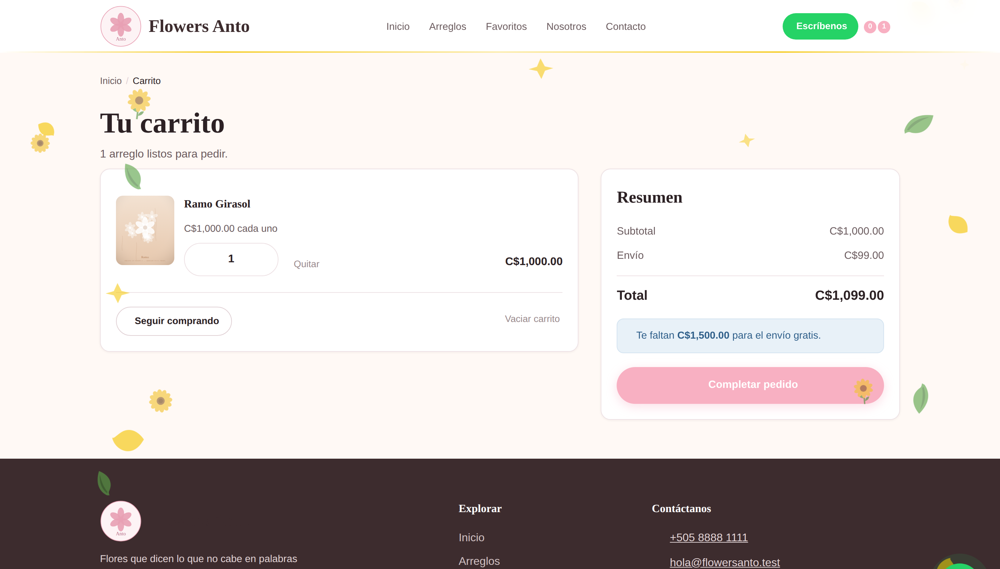 Anto
Flowers Anto
Inicio
Arreglos
Favoritos
Nosotros
Contacto
Escríbenos
0
1
Inicio / Carrito
Tu carrito
1 arreglo listos para pedir.
Ramo Girasol
C$1,000.00 cada uno
Ramo
1
Quitar
C$1,000.00
Seguir comprando
Vaciar carrito
Resumen
Subtotal
C$1,000.00
Envío
C$99.00
Total
C$1,099.00
Te faltan C$1,500.00 para el envío gratis.
Completar pedido
Anto
Flores que dicen lo que no cabe en palabras
Explorar
Inicio
Arreglos
Contáctanos
+505 8888 1111
hola@flowersanto.test